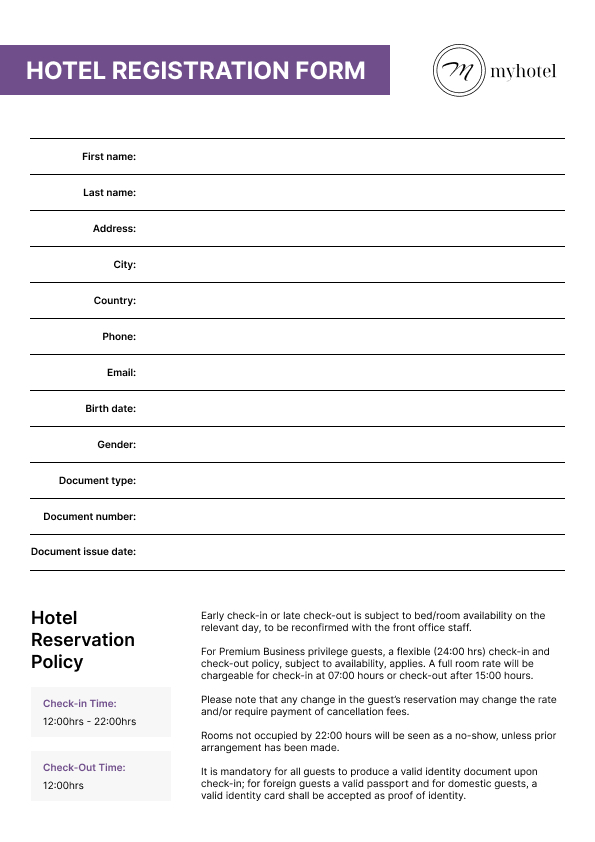 HOTEL REGISTRATION FORM
m myhotel
First name:
Last name:
Address:
City:
Country:
Phone:
Email:
Birth date:
Gender:
Document type:
Document number:
Document issue date:
Hotel
Reservation
Policy
Check-in Time:
12:00hrs - 22:00hrs
Check-Out Time:
12:00hrs
Early check-in or late check-out is subject to bed/room availability on the
relevant day, to be reconfirmed with the front office staff.
For Premium Business privilege guests, a flexible (24:00 hrs) check-in and
check-out policy, subject to availability, applies. A full room rate will be
chargeable for check-in at 07:00 hours or check-out after 15:00 hours.
Please note that any change in the guest’s reservation may change the rate
and/or require payment of cancellation fees.
Rooms not occupied by 22:00 hours will be seen as a no-show, unless prior
arrangement has been made.
It is mandatory for all guests to produce a valid identity document upon
check-in; for foreign guests a valid passport and for domestic guests, a
valid identity card shall be accepted as proof of identity.